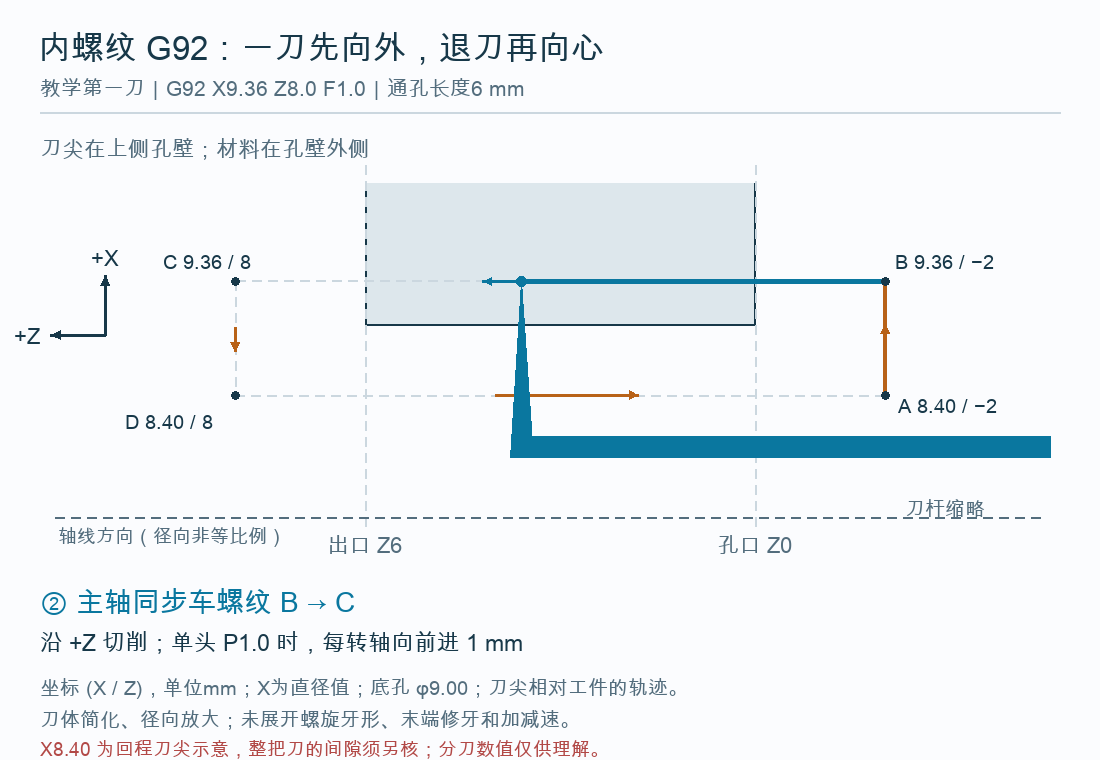 内螺纹 G92：一刀先向外，退刀再向心
教学第一刀 | G92 X9.36 Z8.0 F1.0 | 通孔长度6 mm
刀尖在上侧孔壁；材料在孔壁外侧
+X
C 9.36 / 8
B 9.36 / −2
+Z
D 8.40 / 8
A 8.40 / −2
刀杆缩略
轴线方向（径向非等比例）
出口 Z6
孔口 Z0
② 主轴同步车螺纹 B → C
沿 +Z 切削；单头 P1.0 时，每转轴向前进 1 mm
坐标 (X / Z)，单位mm；X为直径值；底孔 φ9.00；刀尖相对工件的轨迹。
刀体简化、径向放大；未展开螺旋牙形、末端修牙和加减速。
X8.40 为回程刀尖示意，整把刀的间隙须另核；分刀数值仅供理解。